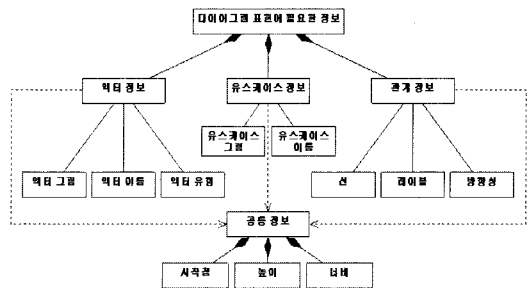 다이어그램 표현에 필요한 정보
액터 정보
유스케이스 정보
관계 정보
유스케이스
그림
유스케이스
이름
액터 그림
액터 이름
액터 유형
선
레이블
방향성
공통 정보
시작점
높이
너비